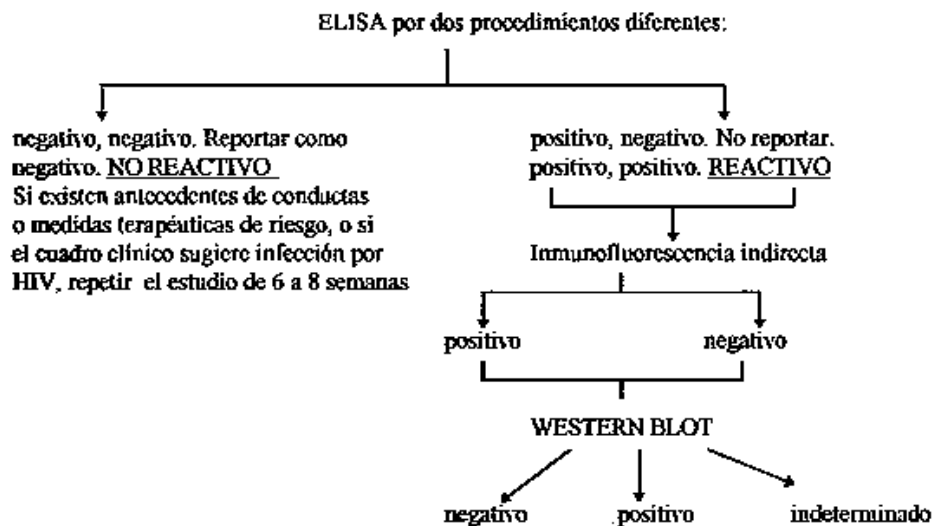 ELISA por dos procedimientos diferentes:
negativo, negativo. Reportar como
negativo. NO REACTIVO
Si existen antecedentes de conductas
o medidas terapéuticas de riesgo, o si
el cuadro clínico sugiere infección por
HIV, repetir el estudio de 6 a 8 semanas
positivo, negativo. No reportar.
positivo, positivo. REACTIVO
Inmunofluorescencia indirecta
positivo
negativo
WESTERN BLOT
negativo
positivo
indeterminado